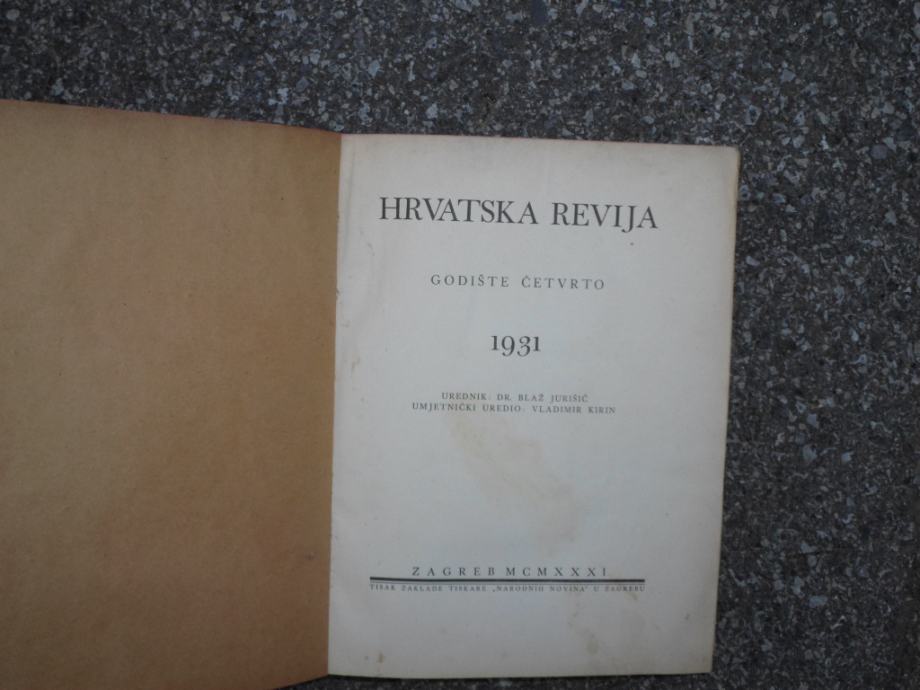 HRVATSKA REVIJA
GODIŠTE ČETVRTO
1931
UREDNIK: DR. BLAŽ JURIŠIĆ
UMJETNIČKI UREDIO: VLADIMIR KIRIN
ZAGREB MCMXXXI
TISAK ZAKLADE TISKARE „NARODNIH NOVINA" U ZAGREBU